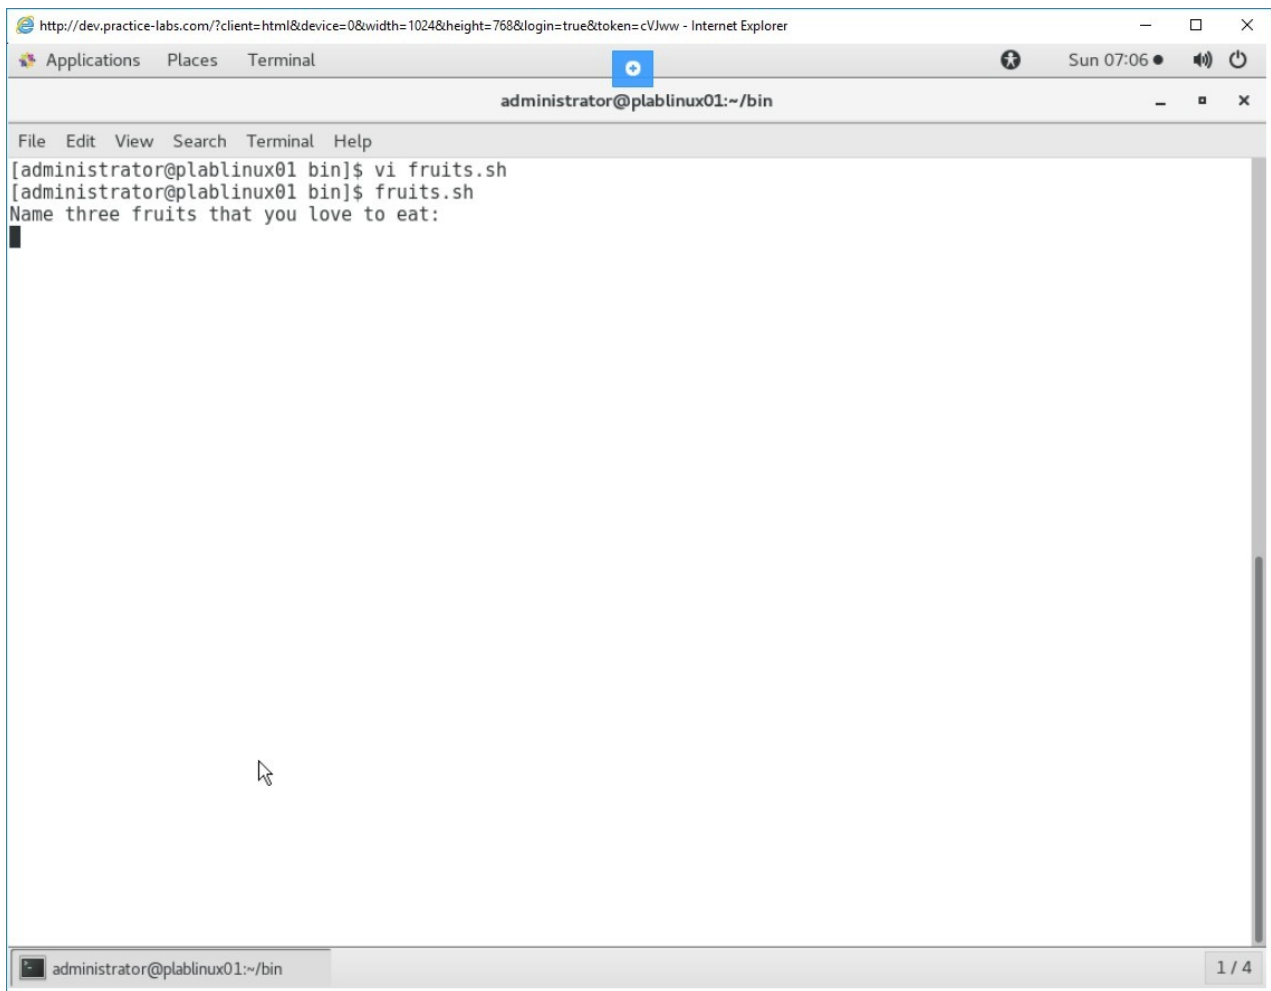 http://dev.practice-labs.com/?client=html&device=0&width=1024&height=768&login=true&token=cVJww - Internet Explorer
Applications Places Terminal Sun 07:06
administrator@plablinux01:~/bin
File Edit View Search Terminal Help
[administrator@plablinux01 bin]$ vi fruits.sh
[administrator@plablinux01 bin]$ fruits.sh
Name three fruits that you love to eat:
administrator@plablinux01:~/bin 1 / 4